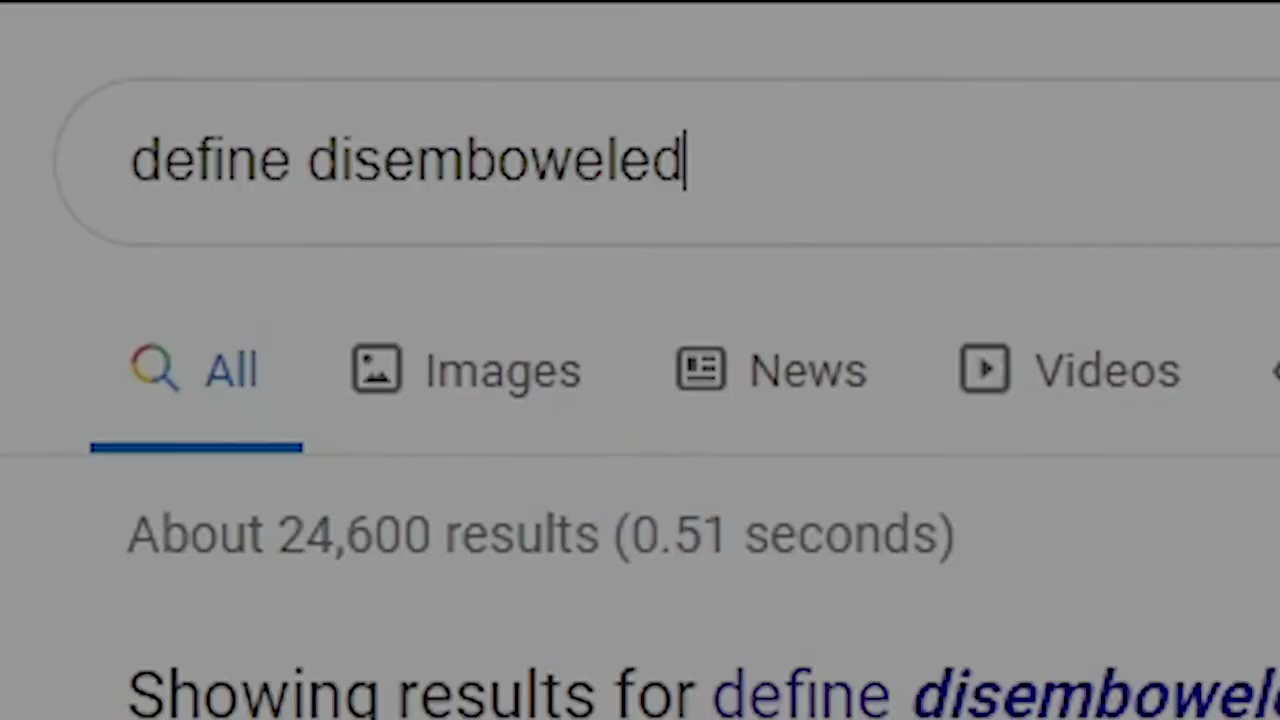 define disemboweled
All Images News Videos
About 24,600 results (0.51 seconds)
Showing results for define